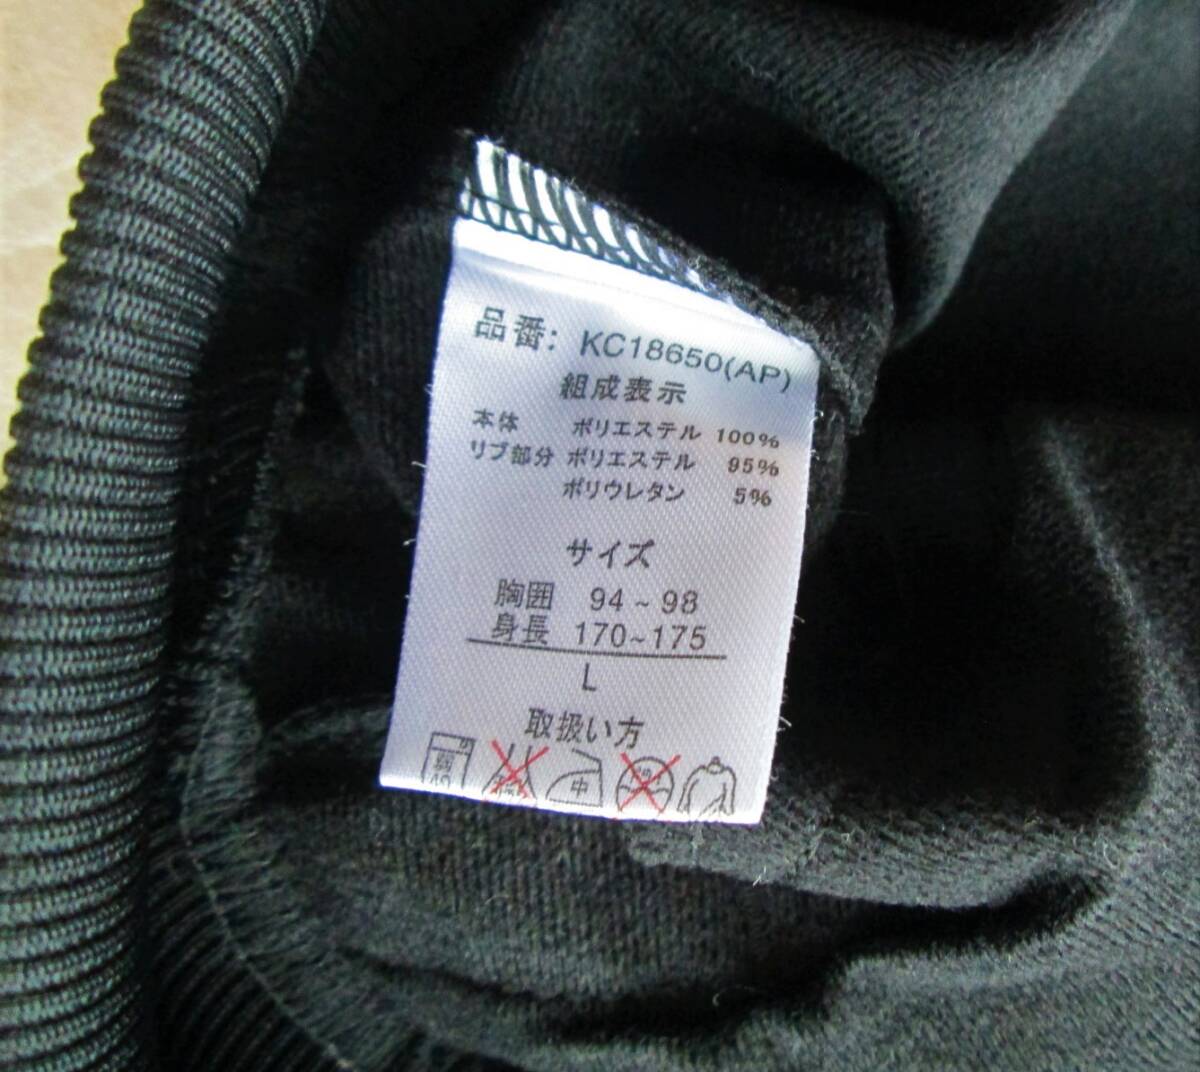 品番: KC18650(AP)
組成表示
本体 ポリエステル 100%
リブ部分 ポリエステル 95%
ポリウレタン 5%
サイズ
胸囲 94 ~ 98
身長 170~175
L
取扱い方
弱 40 中